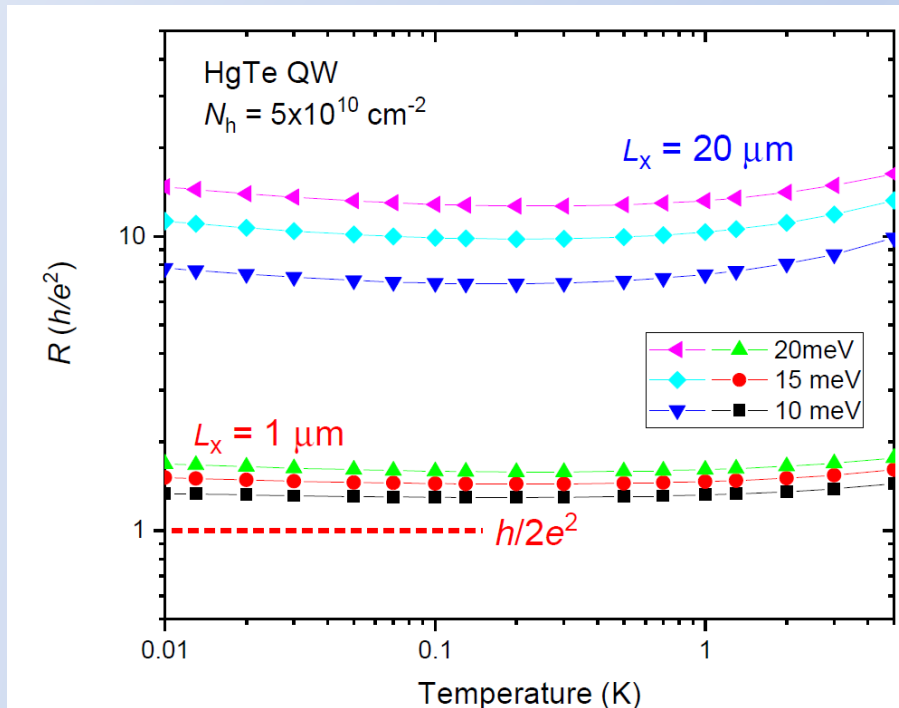 HgTe QW
N_h = 5x10^10 cm^-2
L_x = 20 μm
10
R (h/e^2)
20meV
15 meV
10 meV
L_x = 1 μm
h/2e^2
1
0.01 0.1 1
Temperature (K)